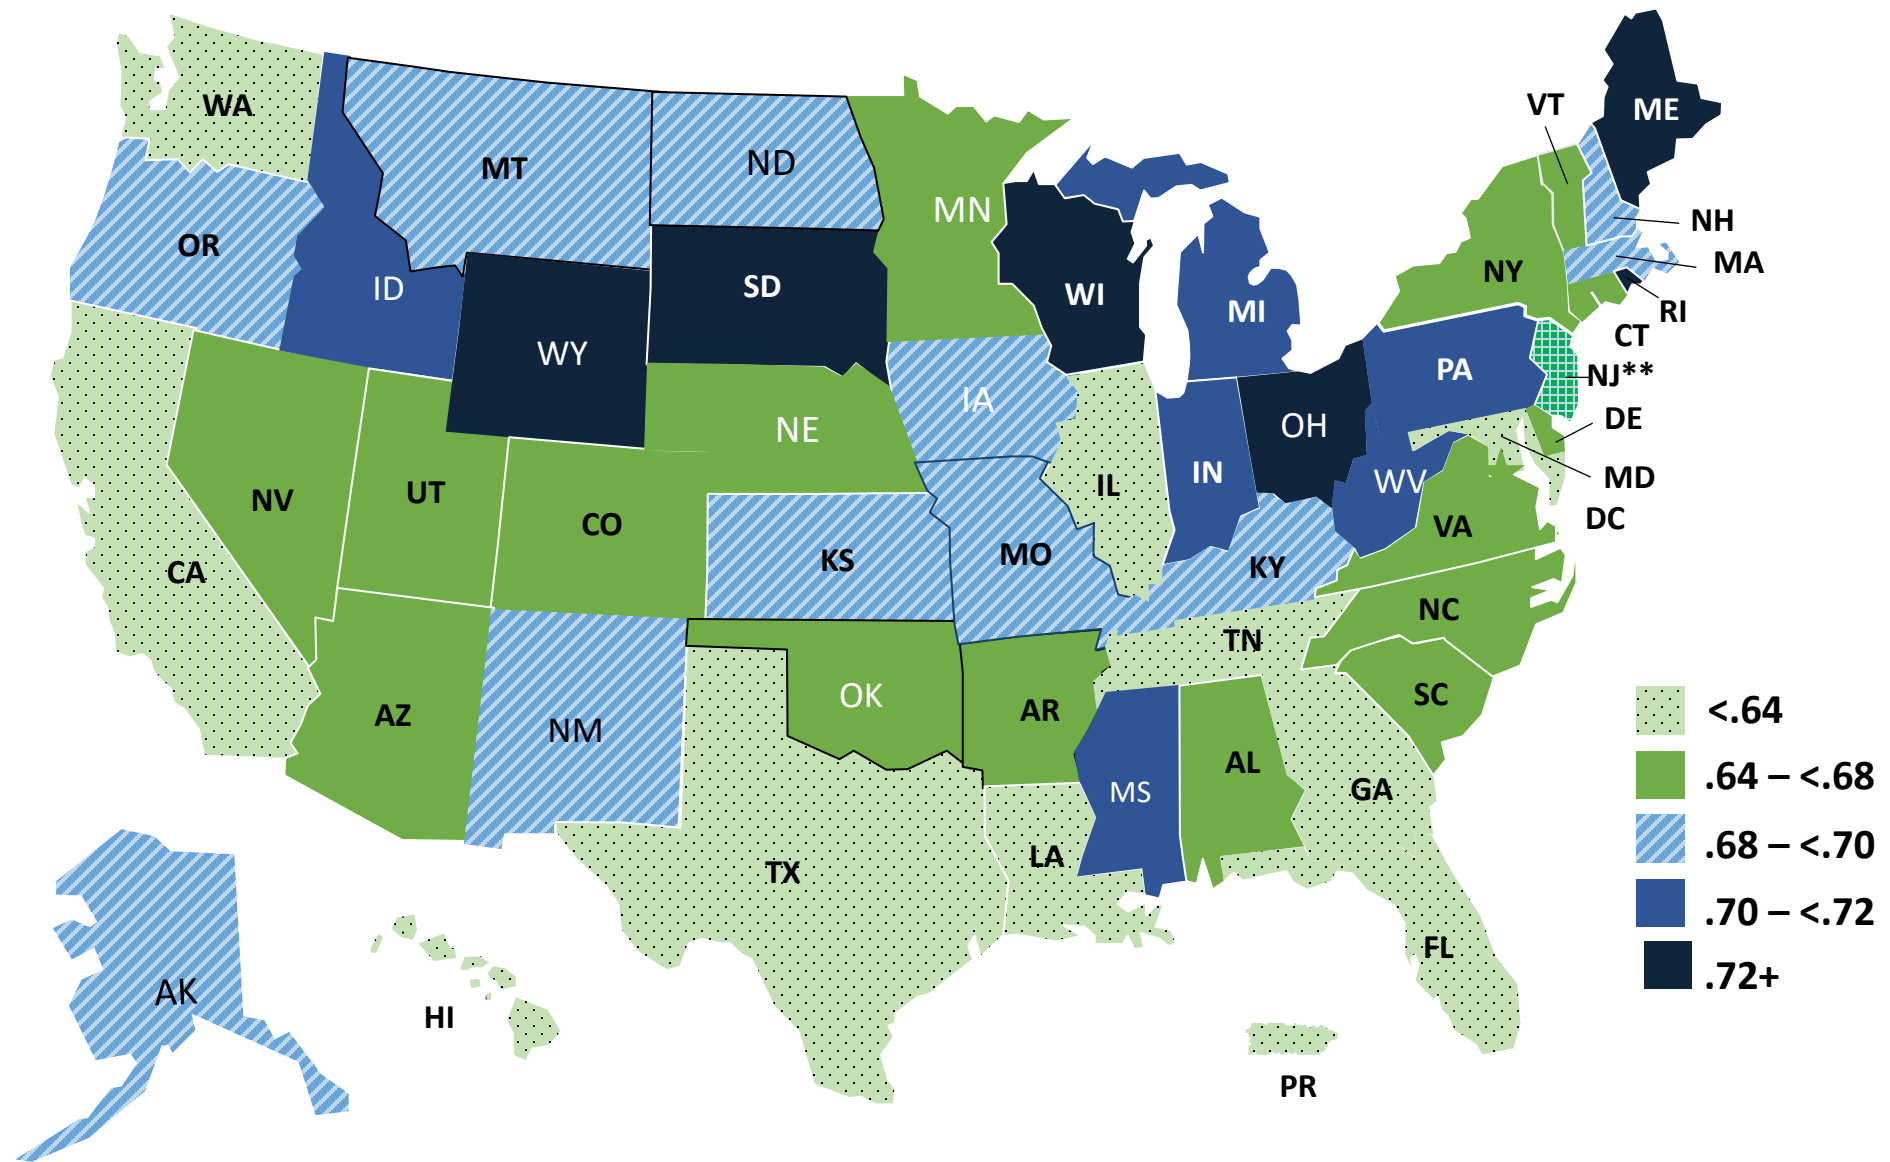 WA
MT
ND
MN
VT
ME
OR
ID
WY
SD
WI
MI
NY
NH
MA
RI
CT
NJ**
PA
DE
MD
DC
NV
UT
CO
NE
IA
IL
IN
OH
WV
VA
CA
KS
MO
KY
NC
TN
SC
AZ
NM
OK
AR
MS
AL
GA
TX
LA
FL
AK
HI
PR
<.64
.64 – <.68
.68 – <.70
.70 – <.72
.72+